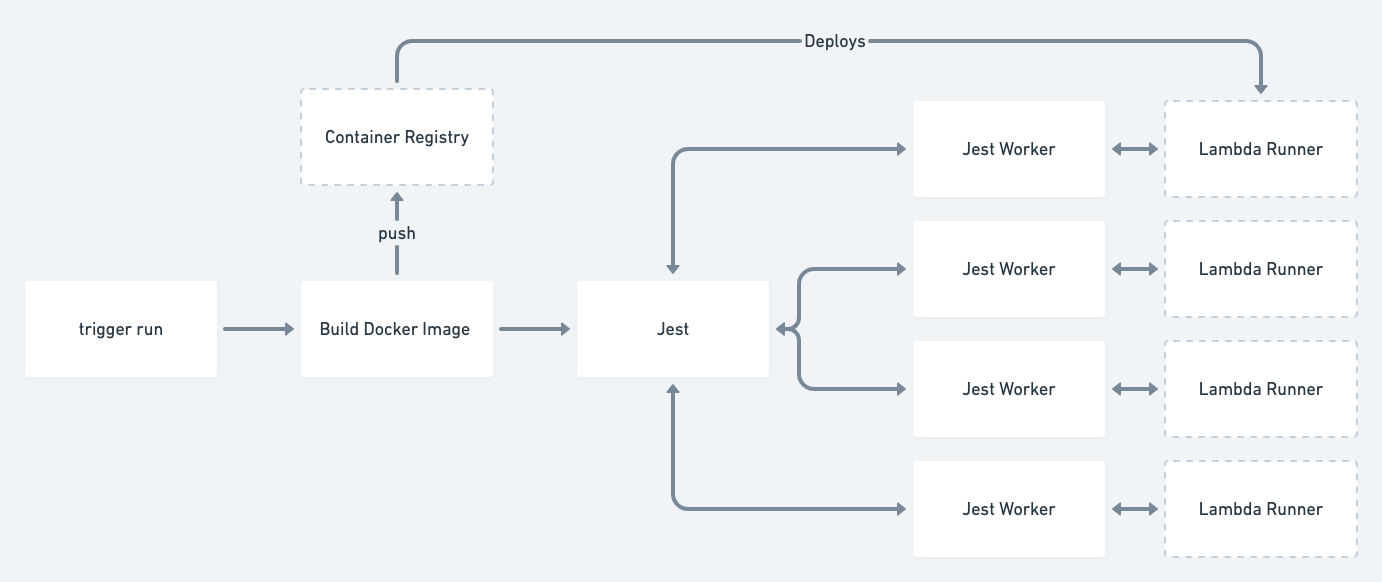 Deploys
Container Registry
push
trigger run
Build Docker Image
Jest
Jest Worker
Lambda Runner
Jest Worker
Lambda Runner
Jest Worker
Lambda Runner
Jest Worker
Lambda Runner